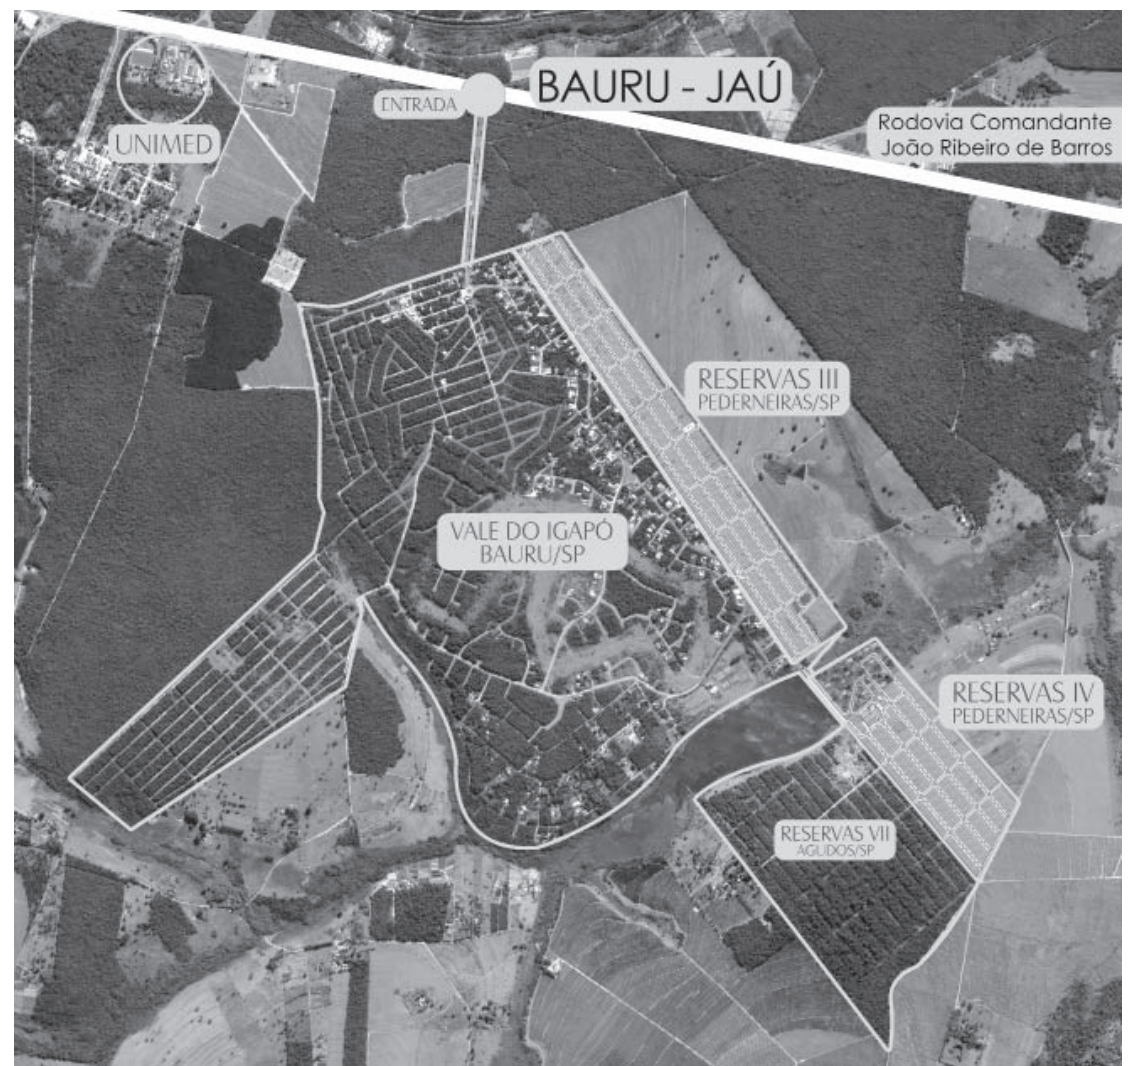 BAURU - JAÚ
ENTRADA
Rodovia Comandante
João Ribeiro de Barros
UNIMED
RESERVAS III
PEDERNEIRAS/SP
VALE DO IGAPÓ
BAURU/SP
RESERVAS IV
PEDERNEIRAS/SP
RESERVAS VII
AGUDOS/SP